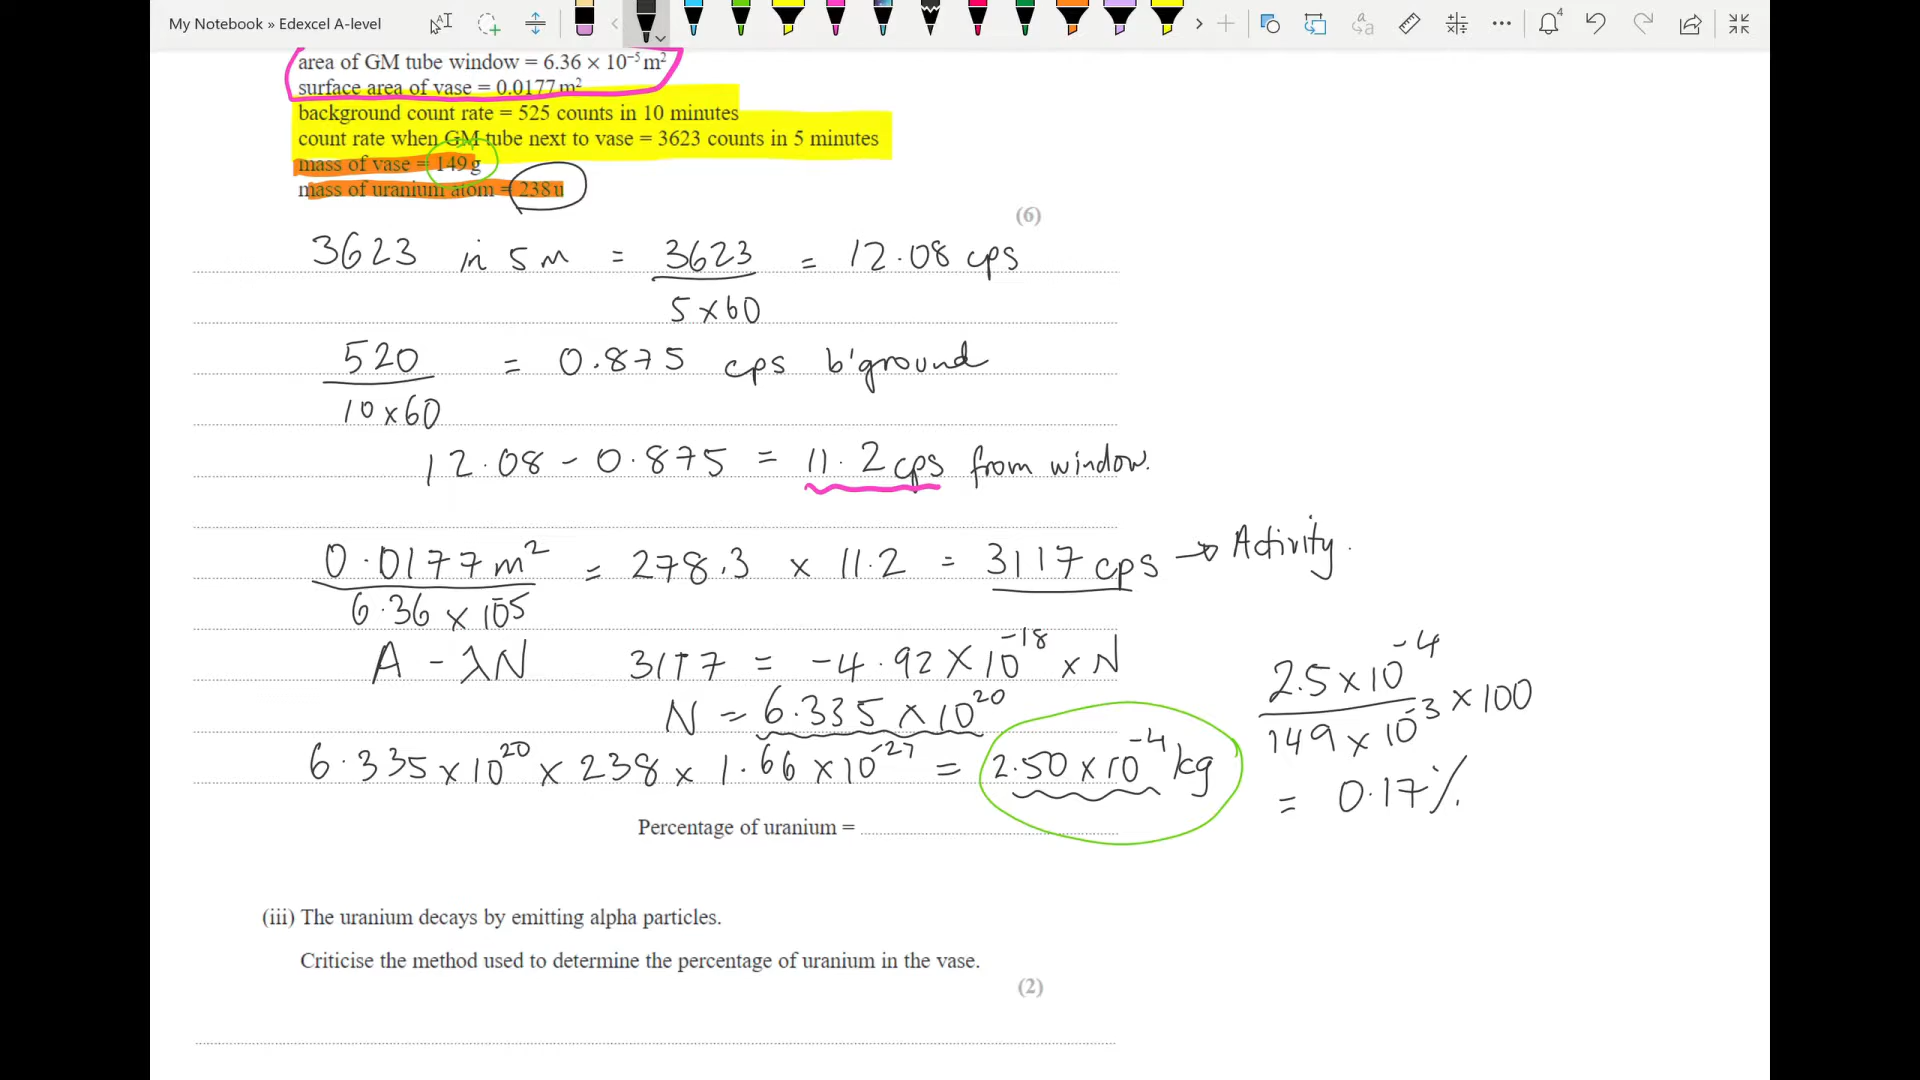 My Notebook » Edexcel A-level
4
area of GM tube window = 6.36 × 10⁻⁵ m²
surface area of vase = 0.0177 m²
background count rate = 525 counts in 10 minutes
count rate when GM tube next to vase = 3623 counts in 5 minutes
mass of vase = 149 g
mass of uranium atom = 238 u
(6)
3623 in 5 m = 3623 / 5 × 60 = 12.08 cps
520 / 10 × 60 = 0.875 cps b'ground
12.08 - 0.875 = 11.2 cps from window.
0.0177 m² / 6.36 × 10⁻⁵ = 278.3 × 11.2 = 3117 cps → Activity.
A - λN 3117 = -4.92 × 10⁻¹⁸ × N
N = 6.335 × 10²⁰
6.335 × 10²⁰ × 238 × 1.66 × 10⁻²⁷ = 2.50 × 10⁻⁴ kg
2.5 × 10⁻⁴ / 149 × 10⁻³ × 100
= 0.17%
Percentage of uranium =
(iii) The uranium decays by emitting alpha particles.
Criticise the method used to determine the percentage of uranium in the vase.
(2)